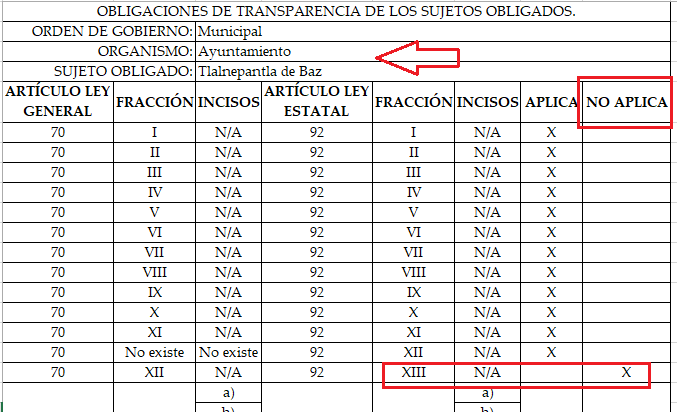 OBLIGACIONES DE TRANSPARENCIA DE LOS SUJETOS OBLIGADOS.
ORDEN DE GOBIERNO: Municipal
ORGANISMO: Ayuntamiento
SUJETO OBLIGADO: Tlalnepantla de Baz
ARTÍCULO LEY GENERAL FRACCIÓN INCISOS ARTÍCULO LEY ESTATAL FRACCIÓN INCISOS APLICA NO APLICA
70 I N/A 92 I N/A X
70 II N/A 92 II N/A X
70 III N/A 92 III N/A X
70 IV N/A 92 IV N/A X
70 V N/A 92 V N/A X
70 VI N/A 92 VI N/A X
70 VII N/A 92 VII N/A X
70 VIII N/A 92 VIII N/A X
70 IX N/A 92 IX N/A X
70 X N/A 92 X N/A X
70 XI N/A 92 XI N/A X
70 No existe No existe 92 XII N/A X
70 XII N/A 92 XIII N/A X
a) a)